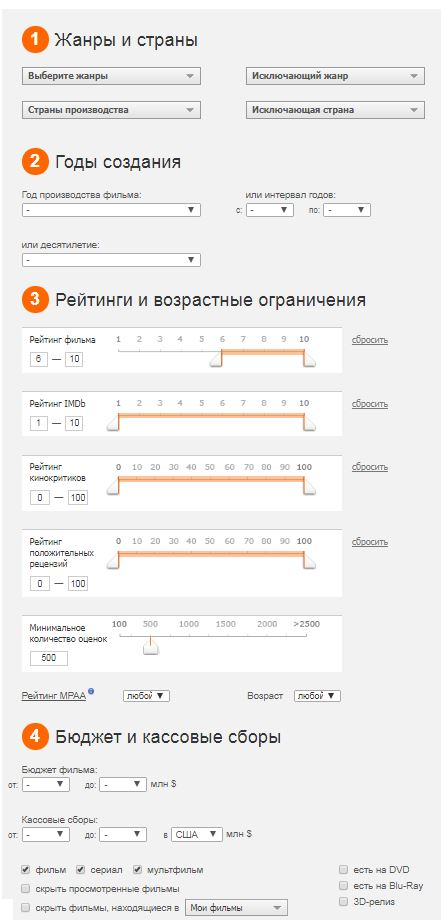 1 Жанры и страны
Выберите жанры Исключающий жанр
Страны производства Исключающая страна
2 Годы создания
Год производства фильма: или интервал годов:
- с: - по: -
или десятилетие:
-
3 Рейтинги и возрастные ограничения
Рейтинг фильма 1 2 3 4 5 6 7 8 9 10 сбросить
6 — 10
Рейтинг IMDb 1 2 3 4 5 6 7 8 9 10 сбросить
1 — 10
Рейтинг 0 10 20 30 40 50 60 70 80 90 100 сбросить
кинокритиков
0 — 100
Рейтинг 0 10 20 30 40 50 60 70 80 90 100 сбросить
положительных
рецензий
0 — 100
Минимальное 100 500 1000 1500 2000 >2500
количество оценок
500
Рейтинг MPAA любой Возраст любой
4 Бюджет и кассовые сборы
Бюджет фильма:
от: - до: - млн $
Кассовые сборы:
от: - до: - в США млн $
фильм сериал мультфильм есть на DVD
скрыть просмотренные фильмы есть на Blu-Ray
скрыть фильмы, находящиеся в Мои фильмы 3D-релиз